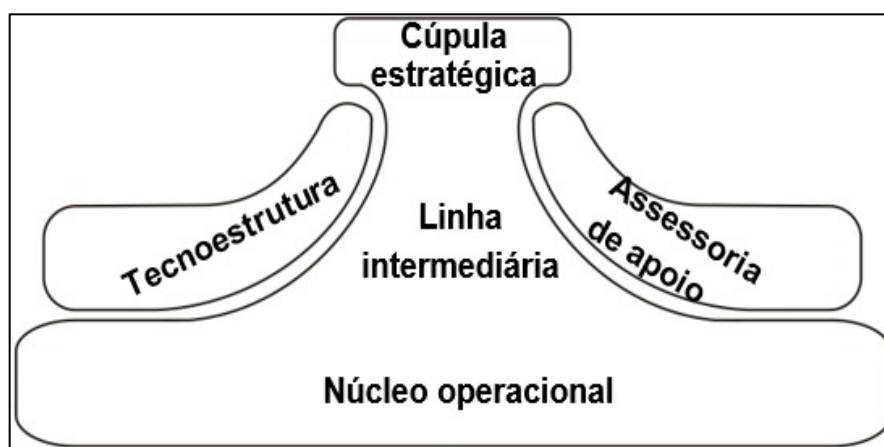 Cúpula
estratégica
Tecnoestrutura
Linha
intermediária
Assessoria
de apoio
Núcleo operacional